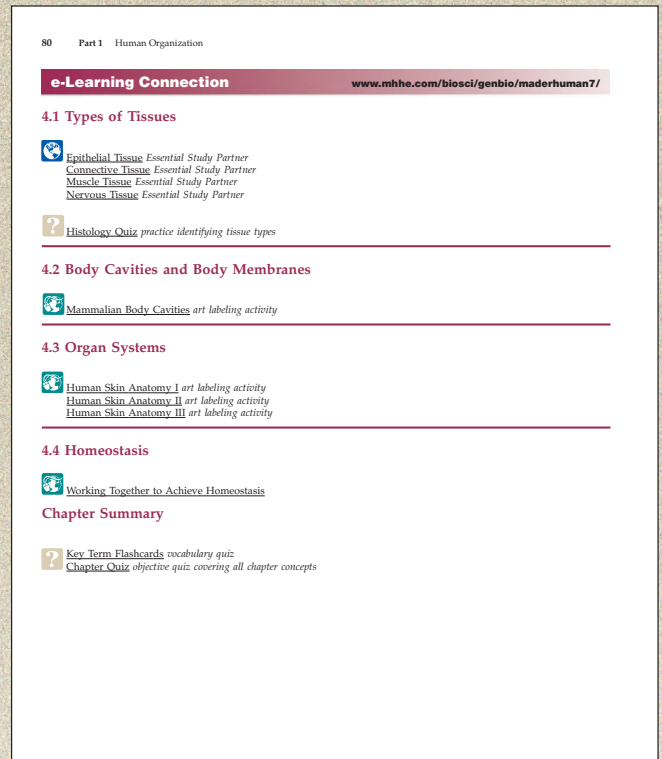 80 Part 1 Human Organization
e-Learning Connection www.mhhe.com/biosci/genbio/maderhuman7/
4.1 Types of Tissues
Epithelial Tissue Essential Study Partner
Connective Tissue Essential Study Partner
Muscle Tissue Essential Study Partner
Nervous Tissue Essential Study Partner
? Histology Quiz practice identifying tissue types
4.2 Body Cavities and Body Membranes
Mammalian Body Cavities art labeling activity
4.3 Organ Systems
Human Skin Anatomy I art labeling activity
Human Skin Anatomy II art labeling activity
Human Skin Anatomy III art labeling activity
4.4 Homeostasis
Working Together to Achieve Homeostasis
Chapter Summary
? Key Term Flashcards vocabulary quiz
Chapter Quiz objective quiz covering all chapter concepts